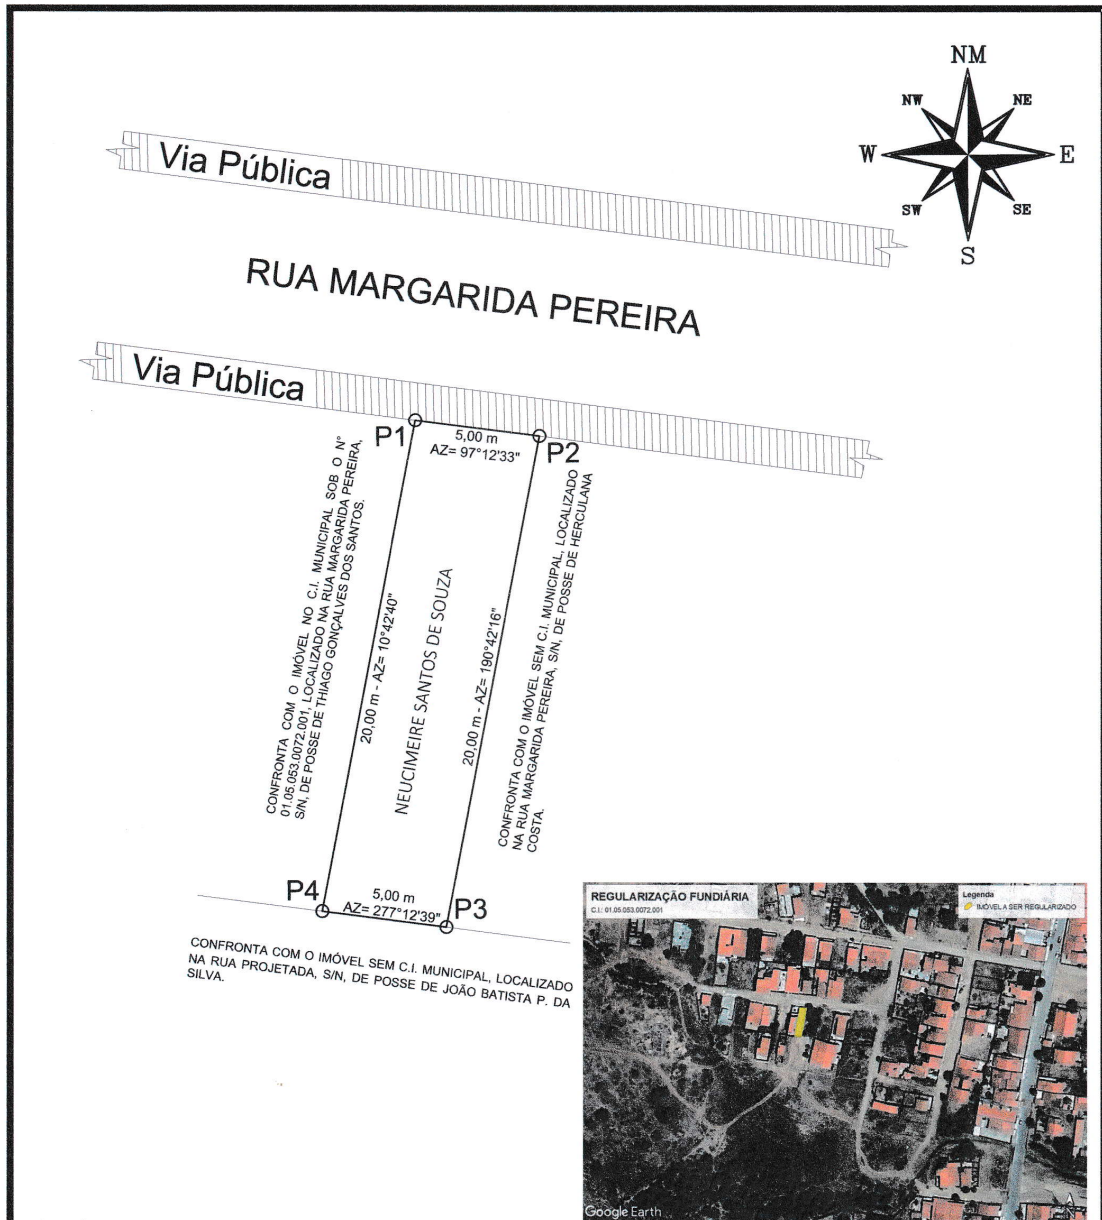 NM
NW
NE
W
E
SW
SE
S
Via Pública
RUA MARGARIDA PEREIRA
Via Pública
P1
5,00 m
AZ= 97°12'33"
P2
CONFRONTA COM O IMÓVEL NO C.I. MUNICIPAL SOB O N°
01.05.053.0072.001, LOCALIZADO NA RUA MARGARIDA PEREIRA,
S/N, DE POSSE DE THIAGO GONÇALVES DOS SANTOS.
20,00 m - AZ= 10°42'40"
NEUCIMEIRE SANTOS DE SOUZA
20,00 m - AZ= 190°42'16"
CONFRONTA COM O IMÓVEL SEM C.I. MUNICIPAL, LOCALIZADO
NA RUA MARGARIDA PEREIRA, S/N, DE POSSE DE HERCULANA
COSTA.
P4
5,00 m
AZ= 277°12'39"
P3
CONFRONTA COM O IMÓVEL SEM C.I. MUNICIPAL, LOCALIZADO
NA RUA PROJETADA, S/N, DE POSSE DE JOÃO BATISTA P. DA
SILVA.
REGULARIZAÇÃO FUNDIÁRIA
C.I.: 01.05.053.0072.001
Legenda
IMÓVEL A SER REGULARIZADO
Google Earth